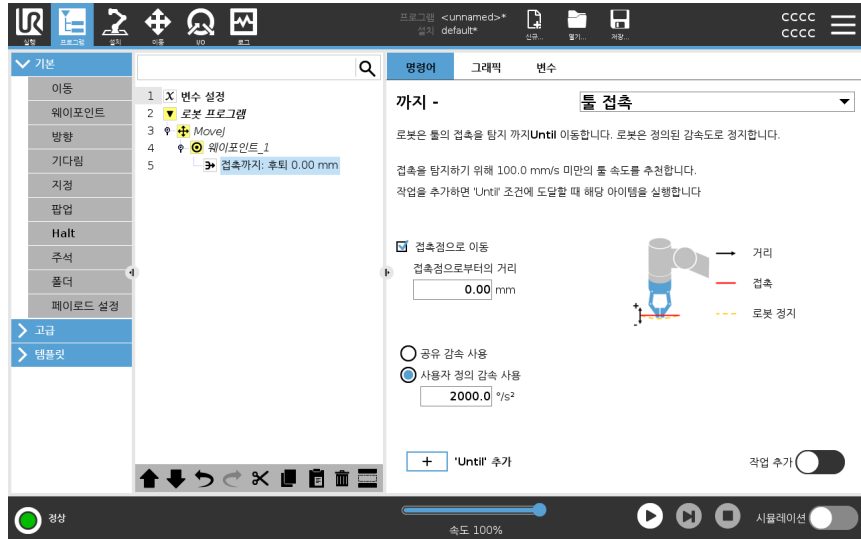 UR
실행
프로그램
설치
이동
I/O
로그
프로그램 <unnamed>*
설치 default*
신규...
열기...
저장...
CCCC
CCCC
기본
이동
웨이포인트
방향
기다림
지정
팝업
Halt
주석
폴더
페이로드 설정
고급
템플릿
1 X 변수 설정
2 로봇 프로그램
3 MoveJ
4 웨이포인트_1
5 접촉까지: 후퇴 0.00 mm
명령어
그래픽
변수
까지 -
툴 접촉
로봇은 툴의 접촉을 탐지 까지Until 이동합니다. 로봇은 정의된 감속도로 정지합니다.
접촉을 탐지하기 위해 100.0 mm/s 미만의 툴 속도를 추천합니다.
작업을 추가하면 'Until' 조건에 도달할 때 해당 아이템을 실행합니다
접촉점으로 이동
접촉점으로부터의 거리
0.00 mm
거리
접촉
로봇 정지
+
-
공유 감속 사용
사용자 정의 감속 사용
2000.0 °/s²
+ 'Until' 추가
작업 추가
정상
속도 100%
시뮬레이션